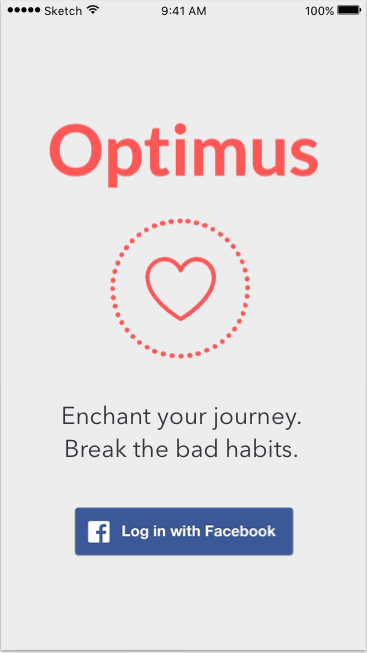 Sketch 9:41 AM 100%
Optimus
Enchant your journey.
Break the bad habits.
f Log in with Facebook